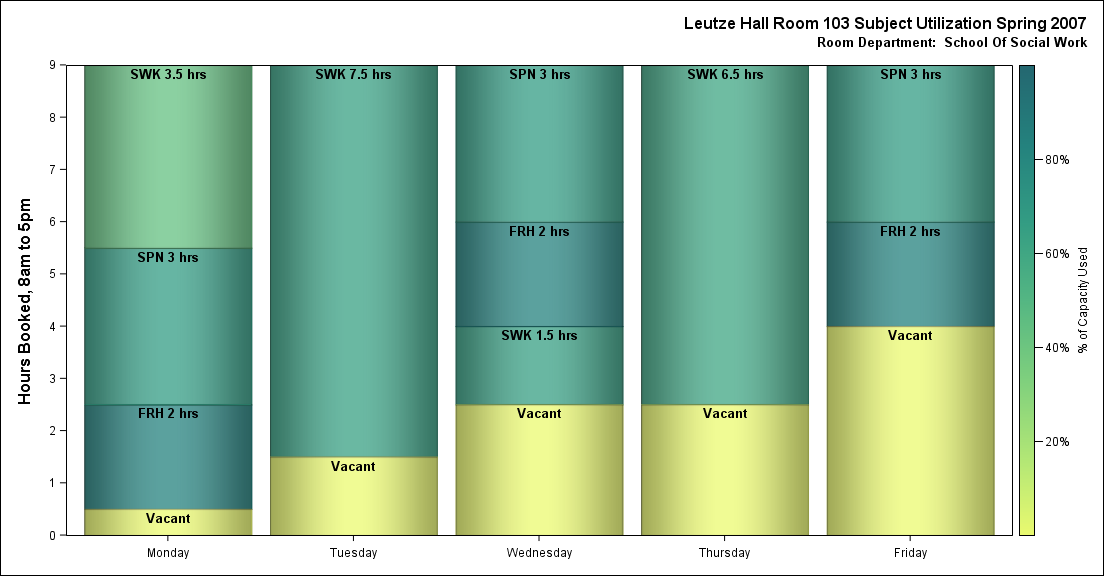 Leutze Hall Room 103 Subject Utilization Spring 2007
Room Department: School Of Social Work
Hours Booked, 8am to 5pm
9
8
7
6
5
4
3
2
1
0
SWK 3.5 hrs
SPN 3 hrs
FRH 2 hrs
Vacant
SWK 7.5 hrs
Vacant
SPN 3 hrs
FRH 2 hrs
SWK 1.5 hrs
Vacant
SWK 6.5 hrs
Vacant
SPN 3 hrs
FRH 2 hrs
Vacant
Monday
Tuesday
Wednesday
Thursday
Friday
80%
60%
40%
20%
% of Capacity Used